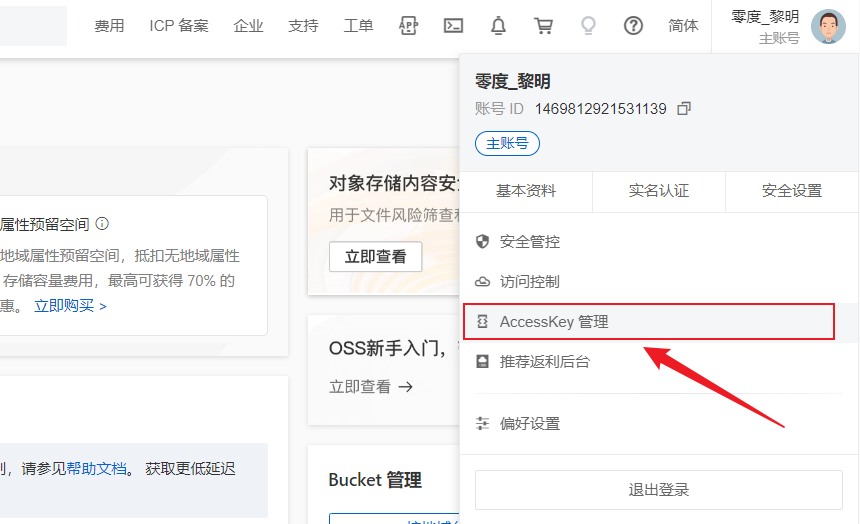 费用 ICP 备案 企业 支持 工单 APP 简体 零度_黎明
主账号
零度_黎明
账号 ID 1469812921531139
主账号
基本资料 实名认证 安全设置
安全管控
访问控制
AccessKey 管理
推荐返利后台
偏好设置
退出登录
属性预留空间
地域属性预留空间，抵扣无地域属性
存储容量费用，最高可获得 70% 的
惠。 立即购买 >
对象存储内容安
用于文件风险筛查和
立即查看
OSS新手入门，
立即查看 →
，请参见帮助文档。 获取更低延迟
Bucket 管理